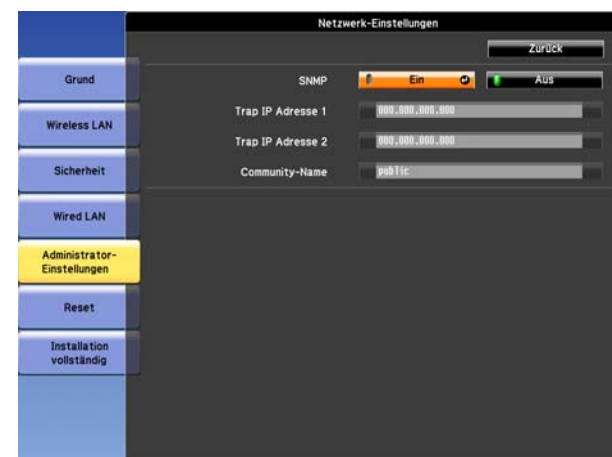 Netzwerk-Einstellungen
Zurück
Grund
Wireless LAN
Sicherheit
Wired LAN
Administrator-
Einstellungen
Reset
Installation
vollständig
SNMP Ein Aus
Trap IP Adresse 1 000.000.000.000
Trap IP Adresse 2 000.000.000.000
Community-Name public